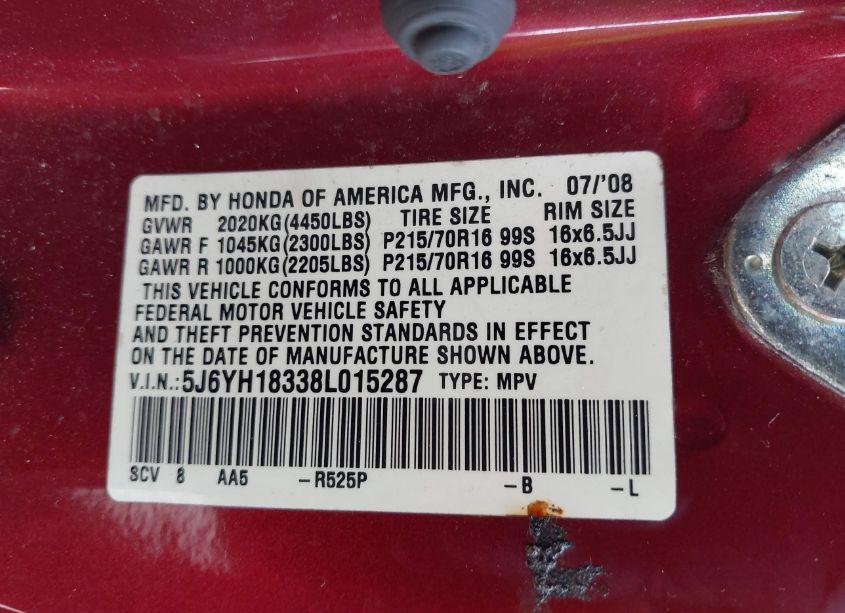 MFD. BY HONDA OF AMERICA MFG., INC. 07/'08
GVWR 2020KG(4450LBS) TIRE SIZE RIM SIZE
GAWR F 1045KG(2300LBS) P215/70R16 99S 16x6.5JJ
GAWR R 1000KG(2205LBS) P215/70R16 99S 16x6.5JJ
THIS VEHICLE CONFORMS TO ALL APPLICABLE
FEDERAL MOTOR VEHICLE SAFETY
AND THEFT PREVENTION STANDARDS IN EFFECT
ON THE DATE OF MANUFACTURE SHOWN ABOVE.
V.I.N.:5J6YH18338L015287 TYPE: MPV
SCV 8 AA5 -R525P -B -L